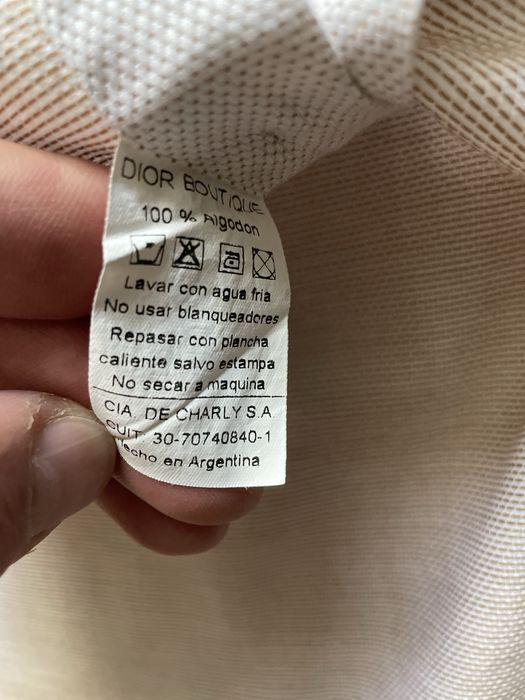 DIOR BOUTIQUE
100 % Algodon
Lavar con agua fria
No usar blanqueadores
Repasar con plancha
caliente salvo estampa
No secar a maquina
CIA. DE CHARLY S.A.
CUIT: 30-70740840-1
Hecho en Argentina